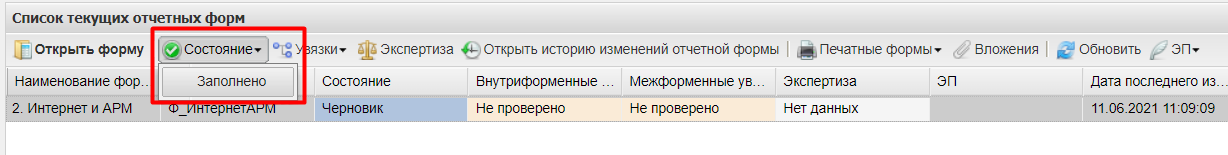 Список текущих отчетных форм
Открыть форму Состояние Увязки Экспертиза Открыть историю изменений отчетной формы Печатные формы Вложения Обновить ЭП
Заполнено
Наименование фор... Состояние Внутриформенные ... Межформенные ув... Экспертиза ЭП Дата последнего из...
2. Интернет и АРМ Ф_ИнтернетАРМ Черновик Не проверено Не проверено Нет данных 11.06.2021 11:09:09